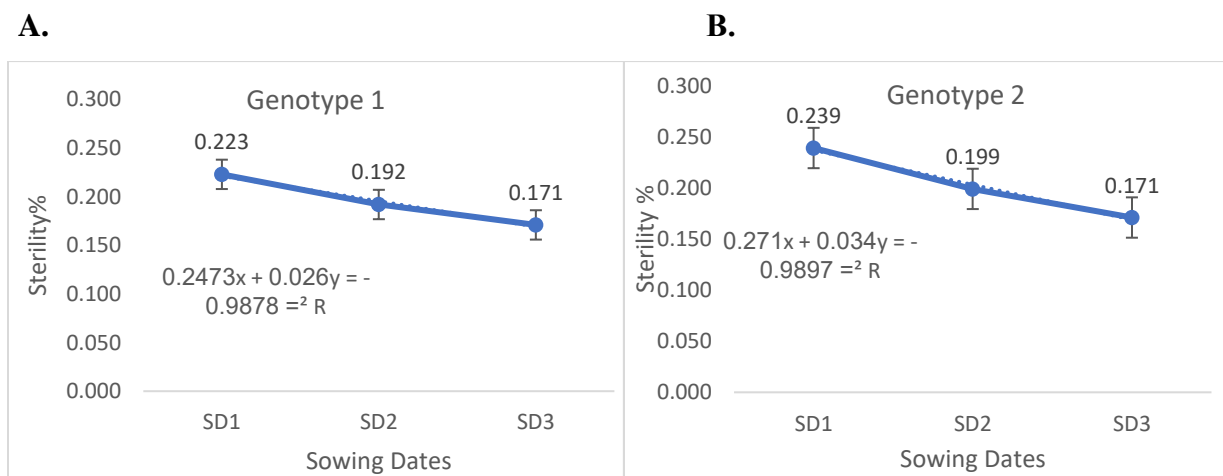 A.
B.
Genotype 1
0.300
0.250
0.200
0.150
0.100
0.050
0.000
Sterility%
0.223
0.192
0.171
0.2473x + 0.026y = -
0.9878 =² R
SD1 SD2 SD3
Sowing Dates
Genotype 2
0.300
0.250
0.200
0.150
0.100
0.050
0.000
Sterility %
0.239
0.199
0.171
0.271x + 0.034y = -
0.9897 =² R
SD1 SD2 SD3
Sowing Dates